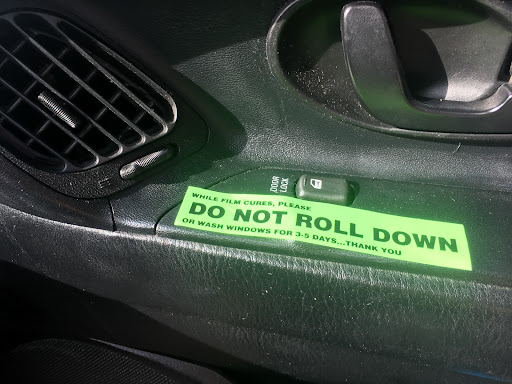 DOOR
LOCK
WHILE FILM CURES, PLEASE
DO NOT ROLL DOWN
OR WASH WINDOWS FOR 3-5 DAYS...THANK YOU